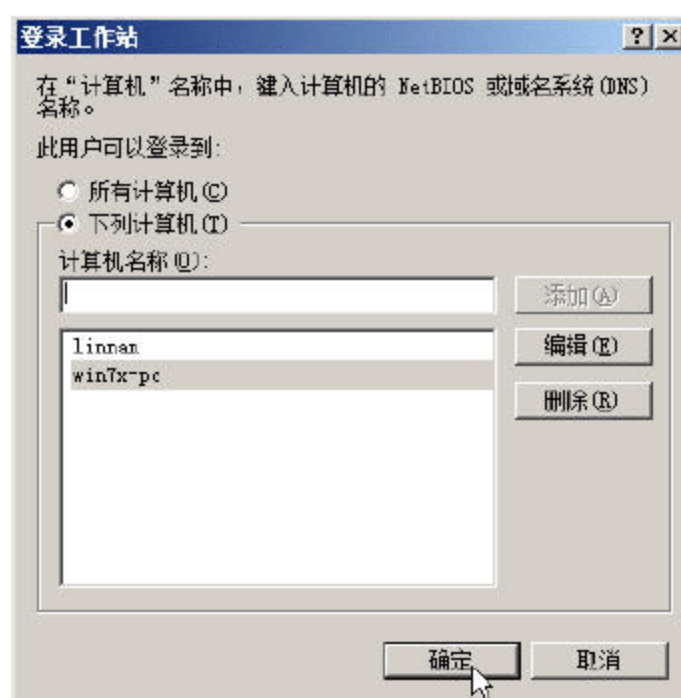 登录工作站
在“计算机”名称中，键入计算机的 NetBIOS 或域名系统(DNS)
名称。
此用户可以登录到:
所有计算机(C)
下列计算机(T)
计算机名称(O):
添加(A)
linnan
编辑(E)
win7x-pc
删除(R)
确定
取消